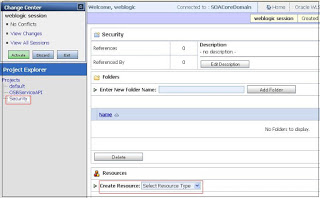 Change Center
Welcome, weblogic
Connected to : SOACoreDomain
Home
Oracle WLS
weblogic session
No Conflicts
View Changes
View All Sessions
Activate
Discard
Exit
weblogic session
Created
Project Explorer
Projects
default
OSBServiceAPI
Security
Security
References
0
Description:
- no description -
Referenced By
0
Edit Description
Folders
Enter New Folder Name:
Add Folder
Name
No Folders to display.
Delete
Resources
Create Resource: Select Resource Type